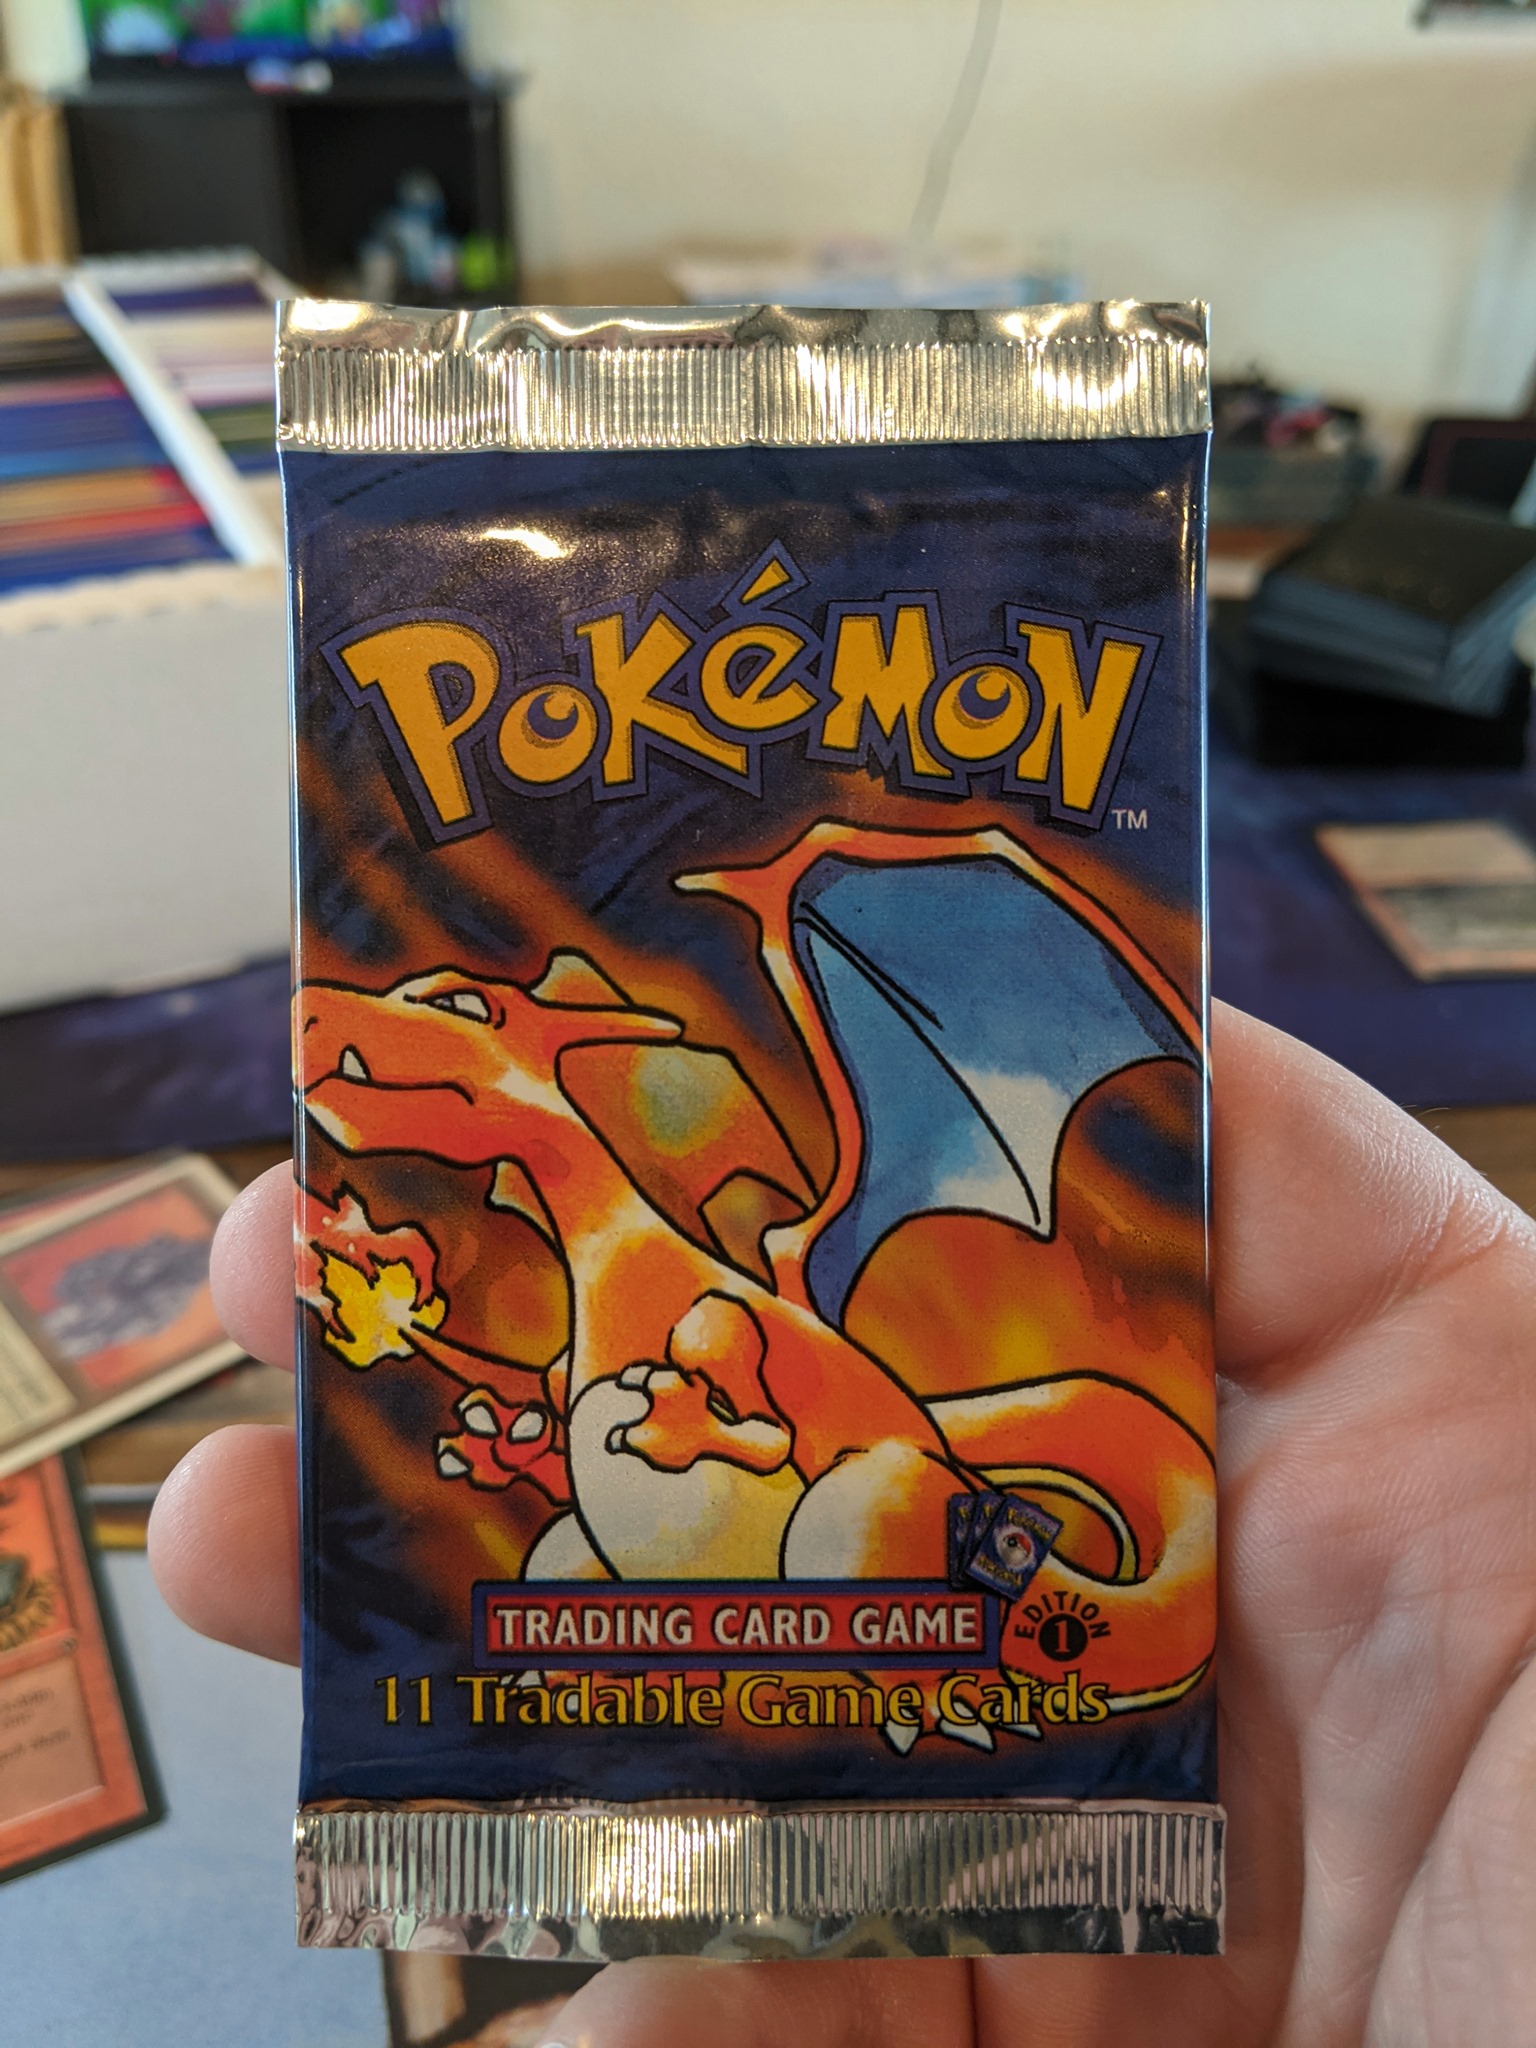 POKéMON
TM
TRADING CARD GAME
EDITION
1
11 Tradable Game Cards